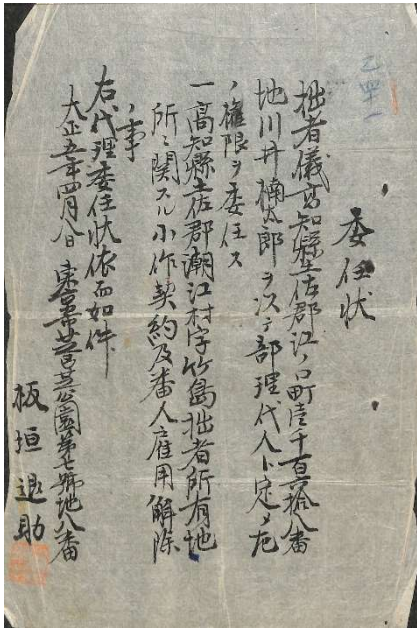 乙四一
委任状
拙者儀高知縣土佐郡江ノ口町壹千百六拾八番
地川井楠太郎ヲ次テ部理代人ト定メ左
ノ権限ヲ委任ス
一高知縣土佐郡潮江村字竹島拙者所有地
所ニ関スル小作契約及番人雇用解除
ノ事
右代理委任状依而如件
大正五年四月八日 東京市芝芝公園第七號地八番
板垣退助